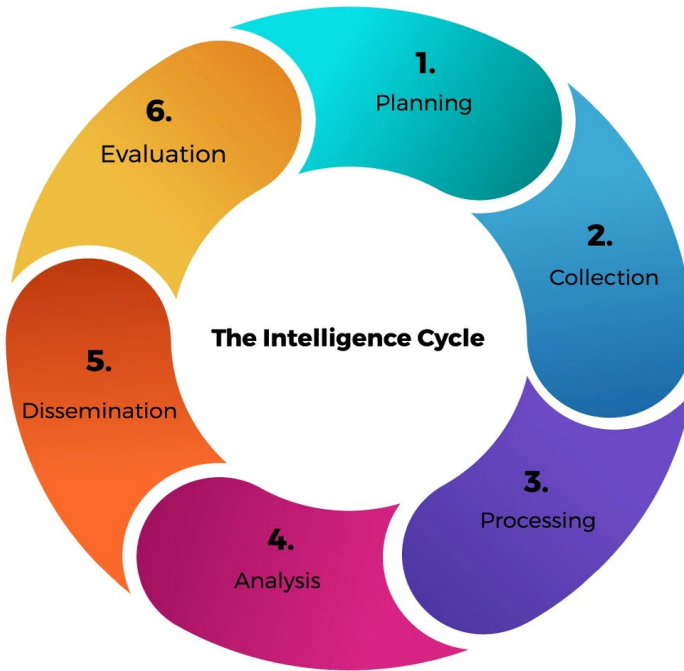 1.
Planning
2.
Collection
3.
Processing
4.
Analysis
5.
Dissemination
6.
Evaluation
The Intelligence Cycle